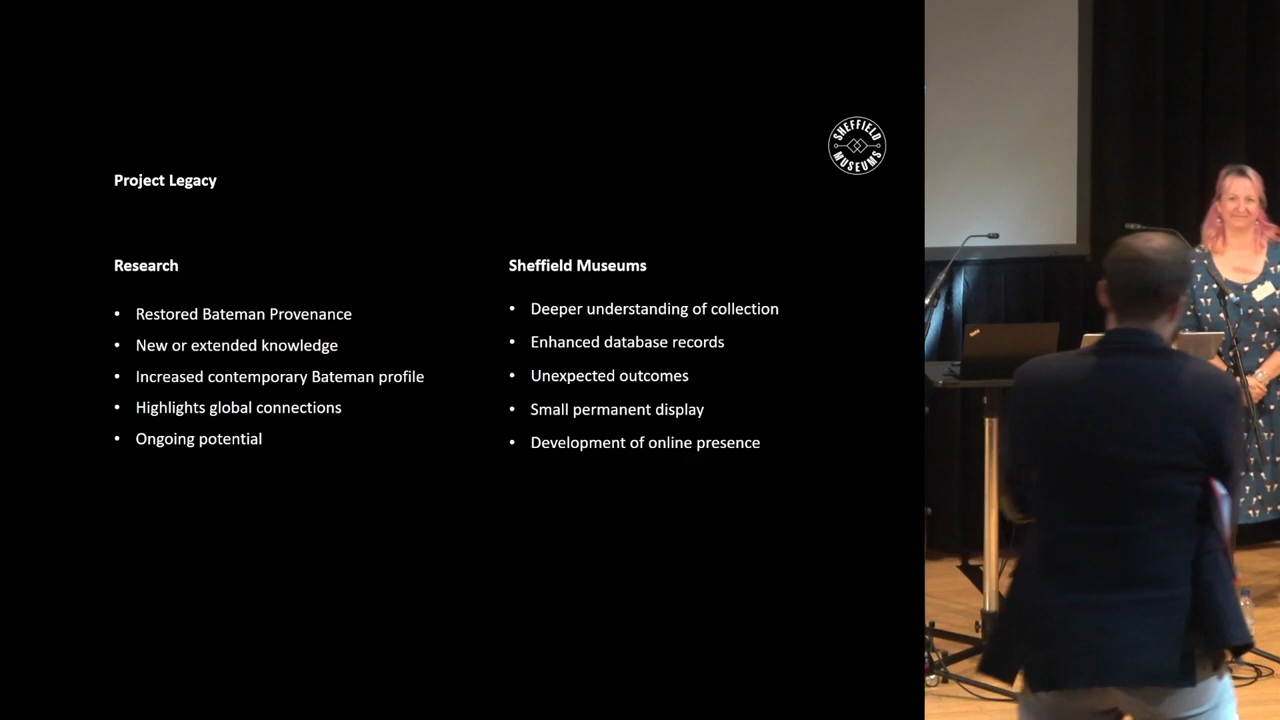 SHEFFIELD
MUSEUMS
Project Legacy
Research
• Restored Bateman Provenance
• New or extended knowledge
• Increased contemporary Bateman profile
• Highlights global connections
• Ongoing potential
Sheffield Museums
• Deeper understanding of collection
• Enhanced database records
• Unexpected outcomes
• Small permanent display
• Development of online presence